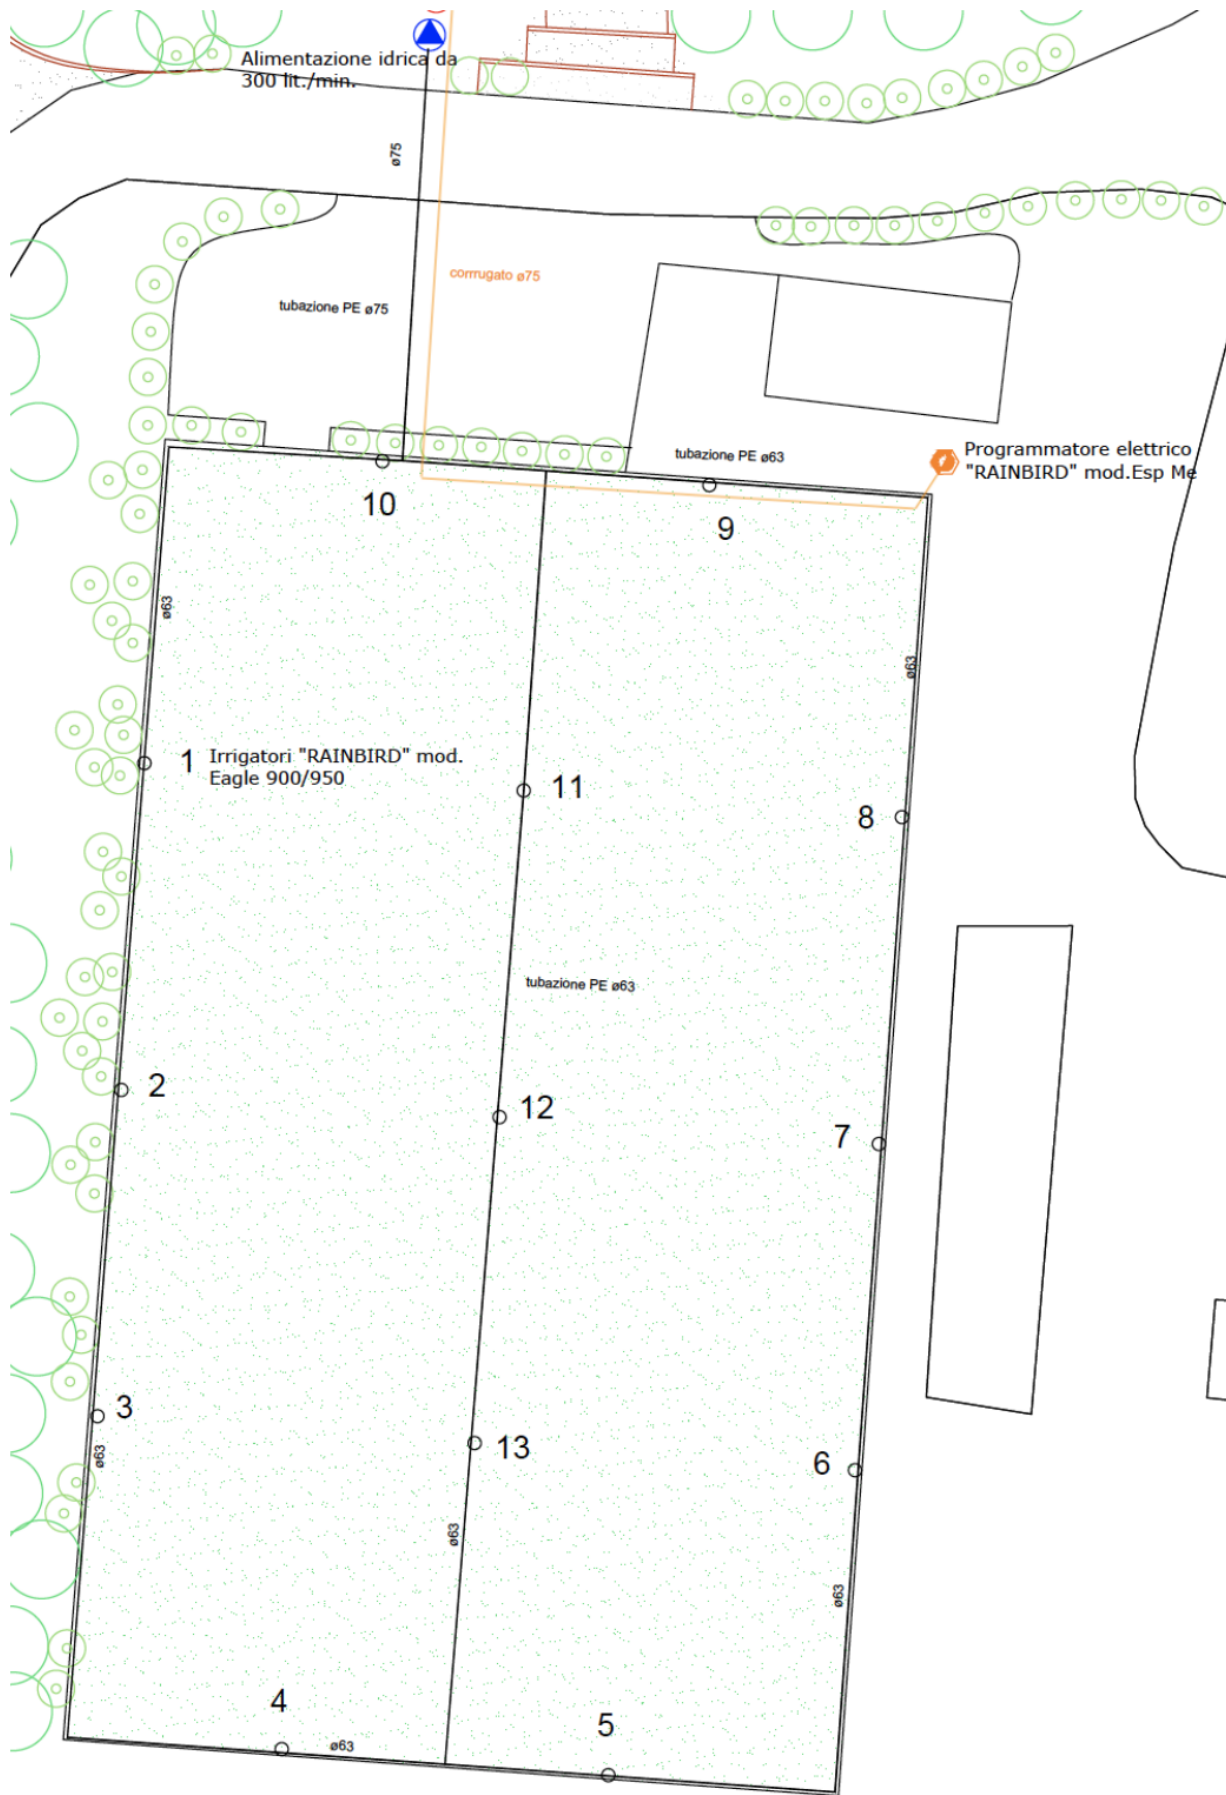 Alimentazione idrica da
300 lit./min.
ø75
corrrugato ø75
tubazione PE ø75
tubazione PE ø63
Programmatore elettrico
"RAINBIRD" mod.Esp Me
10
9
ø63
ø63
1
Irrigatori "RAINBIRD" mod.
Eagle 900/950
11
8
tubazione PE ø63
2
12
7
3
ø63
13
6
ø63
ø63
4
5
ø63